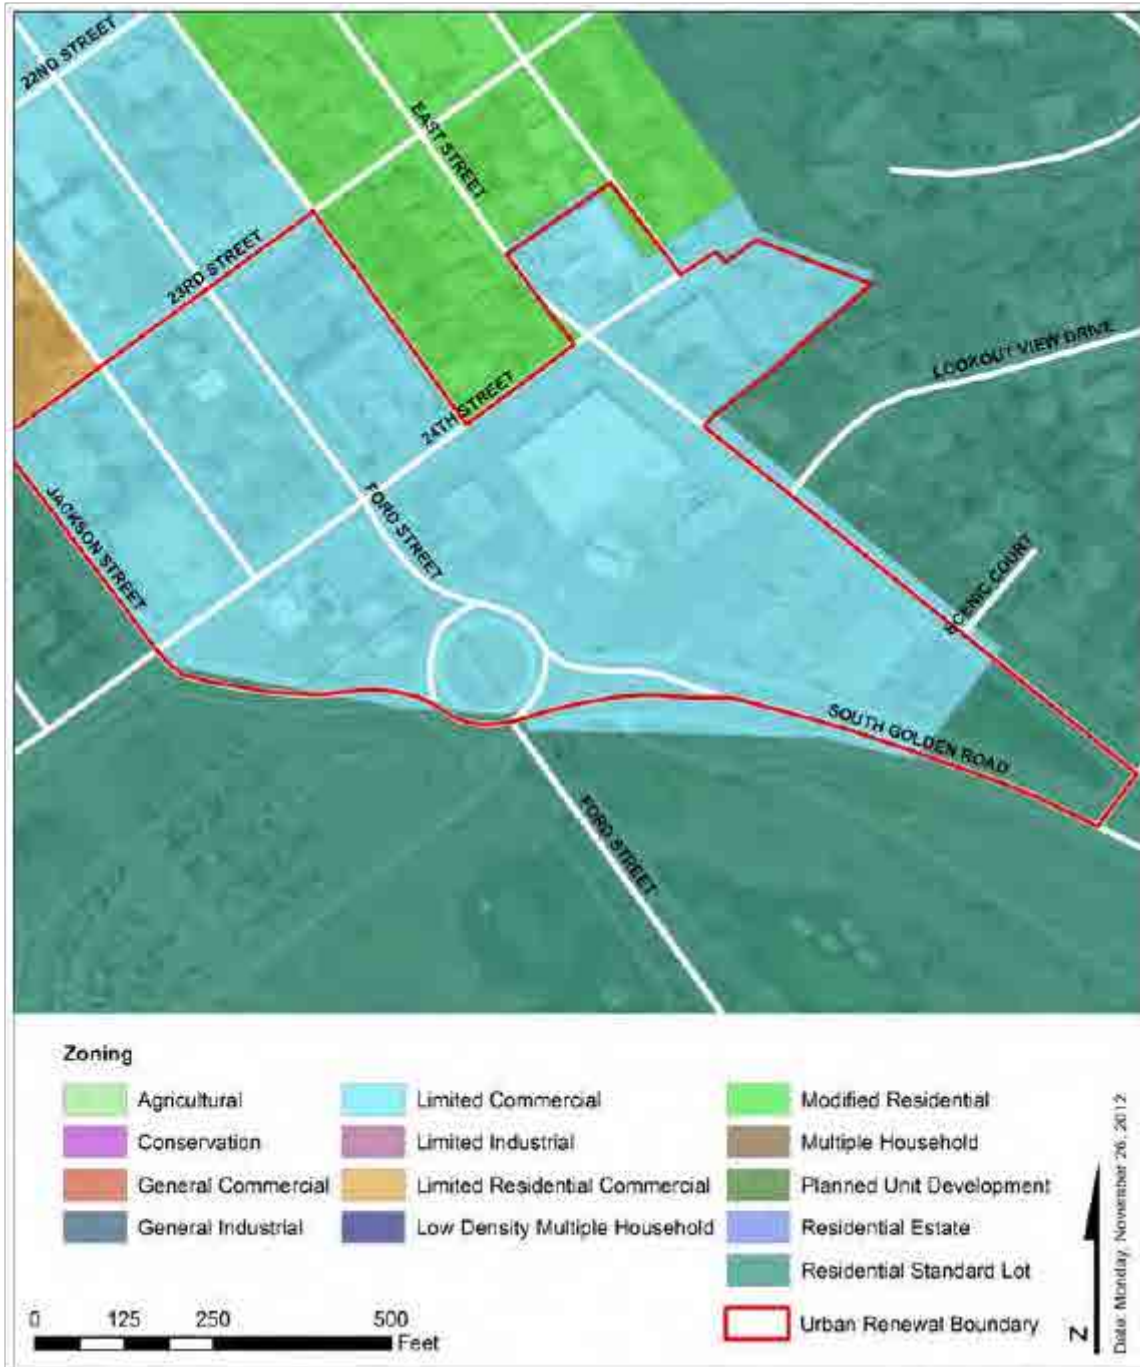 22ND STREET
EAST STREET
23RD STREET
LOOKOUT VIEW DRIVE
24TH STREET
JACKSON STREET
FORD STREET
SCENIC COURT
SOUTH GOLDEN ROAD
FORD STREET
Zoning
Agricultural
Conservation
General Commercial
General Industrial
Limited Commercial
Limited Industrial
Limited Residential Commercial
Low Density Multiple Household
Modified Residential
Multiple Household
Planned Unit Development
Residential Estate
Residential Standard Lot
Urban Renewal Boundary
0 125 250 500
Feet
N
Date: Monday, November 26, 2012